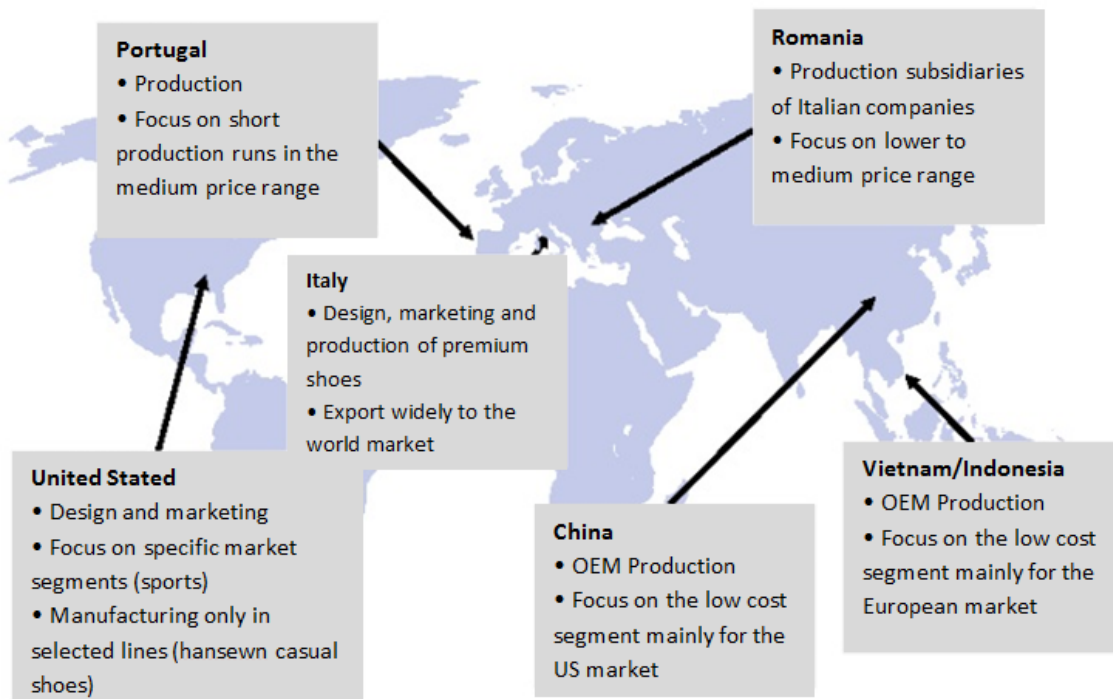 Portugal
• Production
• Focus on short
production runs in the
medium price range
Romania
• Production subsidiaries
of Italian companies
• Focus on lower to
medium price range
Italy
• Design, marketing and
production of premium
shoes
• Export widely to the
world market
United Stated
• Design and marketing
• Focus on specific market
segments (sports)
• Manufacturing only in
selected lines (hansewn casual
shoes)
China
• OEM Production
• Focus on the low cost
segment mainly for the
US market
Vietnam/Indonesia
• OEM Production
• Focus on the low cost
segment mainly for the
European market